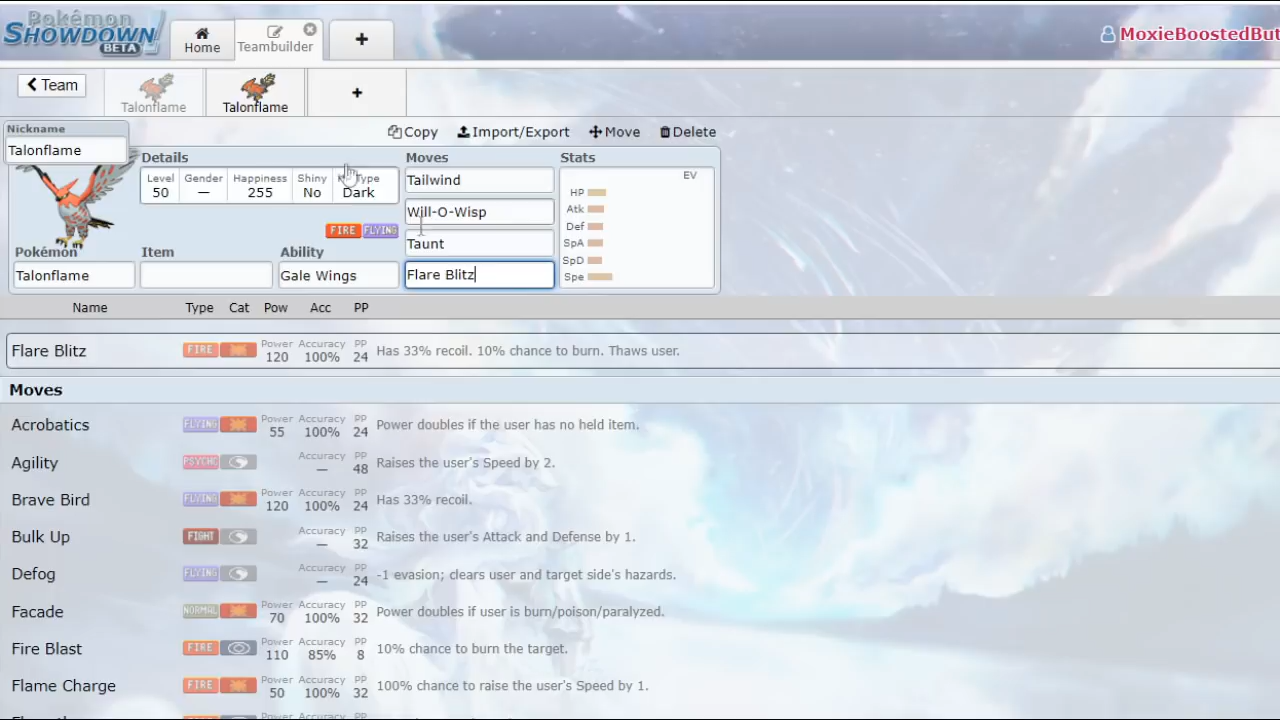 Pokémon
SHOWDOWN
BETA
Home
Teambuilder
+
MoxieBoostedBut
Team
Talonflame
Talonflame
+
Nickname
Talonflame
Copy
Import/Export
Move
Delete
Details
Moves
Stats
Level Gender Happiness Shiny Type
50 — 255 No Dark
FIRE FLYING
Pokémon
Talonflame
Item
Ability
Gale Wings
Tailwind
Will-O-Wisp
Taunt
Flare Blitz
EV
HP
Atk
Def
SpA
SpD
Spe
Name Type Cat Pow Acc PP
Flare Blitz FIRE Power 120 Accuracy 100% PP 24 Has 33% recoil. 10% chance to burn. Thaws user.
Moves
Acrobatics FLYING Power 55 Accuracy 100% PP 24 Power doubles if the user has no held item.
Agility PSYCHC Accuracy — PP 48 Raises the user's Speed by 2.
Brave Bird FLYING Power 120 Accuracy 100% PP 24 Has 33% recoil.
Bulk Up FIGHT Accuracy — PP 32 Raises the user's Attack and Defense by 1.
Defog FLYING Accuracy — PP 24 -1 evasion; clears user and target side's hazards.
Facade NORMAL Power 70 Accuracy 100% PP 32 Power doubles if user is burn/poison/paralyzed.
Fire Blast FIRE Power 110 Accuracy 85% PP 8 10% chance to burn the target.
Flame Charge FIRE Power 50 Accuracy 100% PP 32 100% chance to raise the user's Speed by 1.